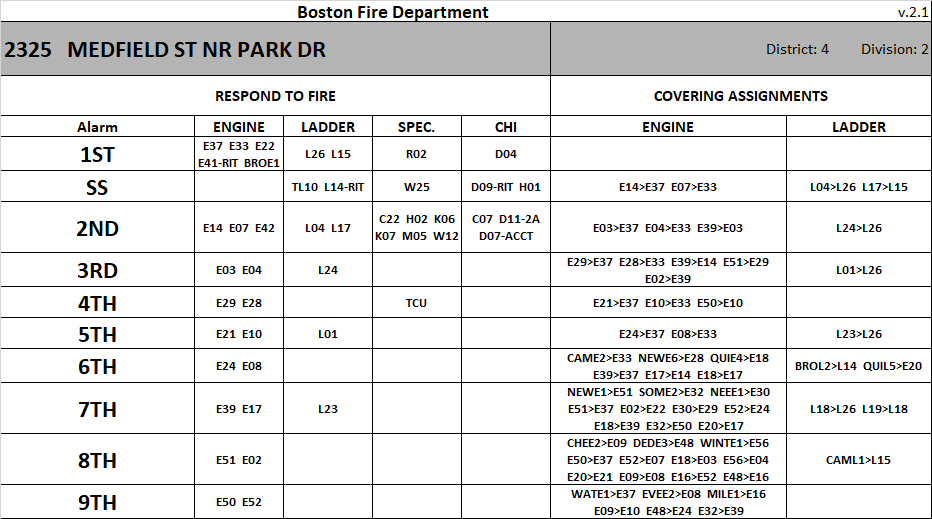 Boston Fire Department v.2.1
2325 MEDFIELD ST NR PARK DR District: 4 Division: 2
RESPOND TO FIRE COVERING ASSIGNMENTS
Alarm ENGINE LADDER SPEC. CHI ENGINE LADDER
1ST E37 E33 E22 L26 L15 R02 D04
E41-RIT BROE1
SS TL10 L14-RIT W25 D09-RIT H01 E14>E37 E07>E33 L04>L26 L17>L15
2ND E14 E07 E42 L04 L17 C22 H02 K06 C07 D11-2A E03>E37 E04>E33 E39>E03 L24>L26
K07 M05 W12 D07-ACCT
3RD E03 E04 L24 E29>E37 E28>E33 E39>E14 E51>E29 L01>L26
E02>E39
4TH E29 E28 TCU E21>E37 E10>E33 E50>E10
5TH E21 E10 L01 E24>E37 E08>E33 L23>L26
6TH E24 E08 CAME2>E33 NEWE6>E28 QUIE4>E18 BROL2>L14 QUIL5>E20
E39>E37 E17>E14 E18>E17
7TH E39 E17 L23 NEWE1>E51 SOME2>E32 NEEE1>E30 L18>L26 L19>L18
E51>E37 E02>E22 E30>E29 E52>E24
E18>E39 E32>E50 E20>E17
8TH E51 E02 CHEE2>E09 DEDE3>E48 WINTE1>E56 CAML1>L15
E50>E37 E52>E07 E18>E03 E56>E04
E20>E21 E09>E08 E16>E52 E48>E16
9TH E50 E52 WATE1>E37 EVEE2>E08 MILE1>E16
E09>E10 E48>E24 E32>E39